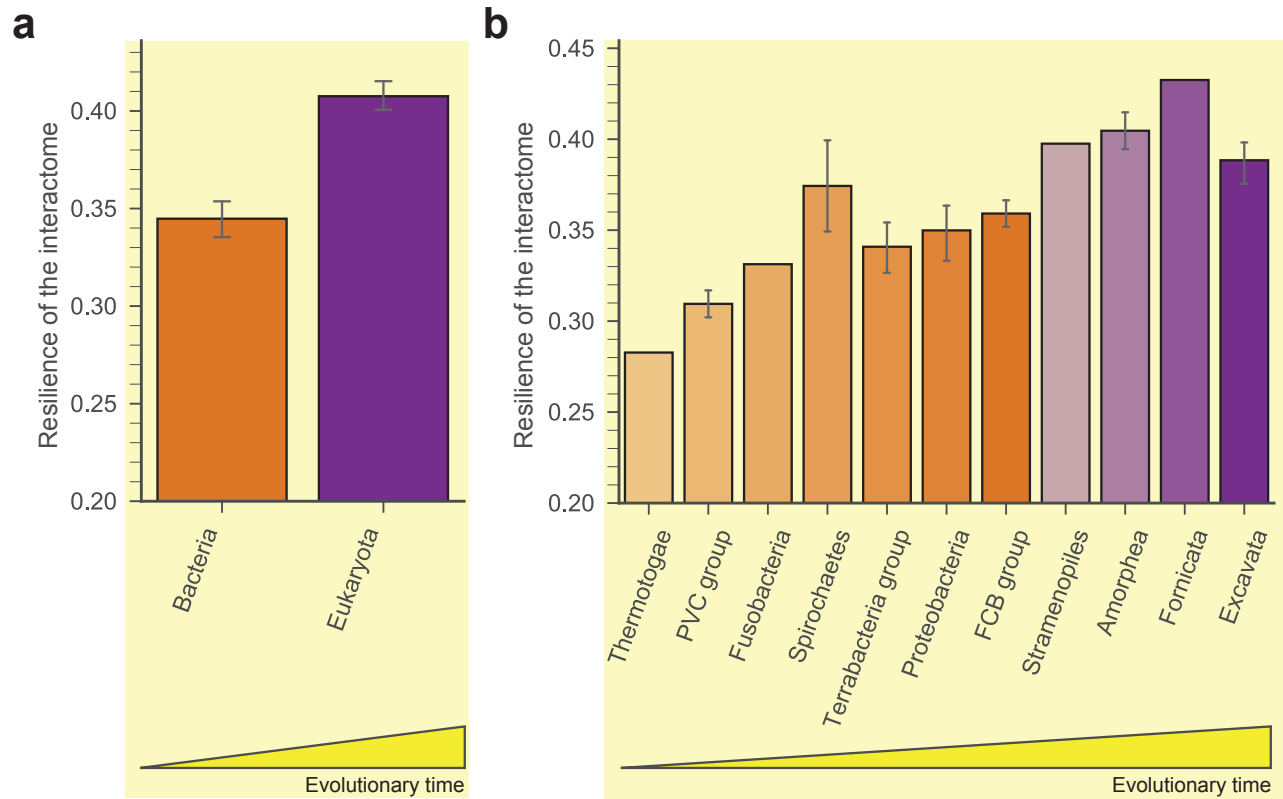 a
Resilience of the interactome
0.40
0.35
0.30
0.25
0.20
Bacteria
Eukaryota
Evolutionary time
b
Resilience of the interactome
0.45
0.40
0.35
0.30
0.25
0.20
Thermotogae
PVC group
Fusobacteria
Spirochaetes
Terrabacteria group
Proteobacteria
FCB group
Stramenopiles
Amorphea
Fornicata
Excavata
Evolutionary time